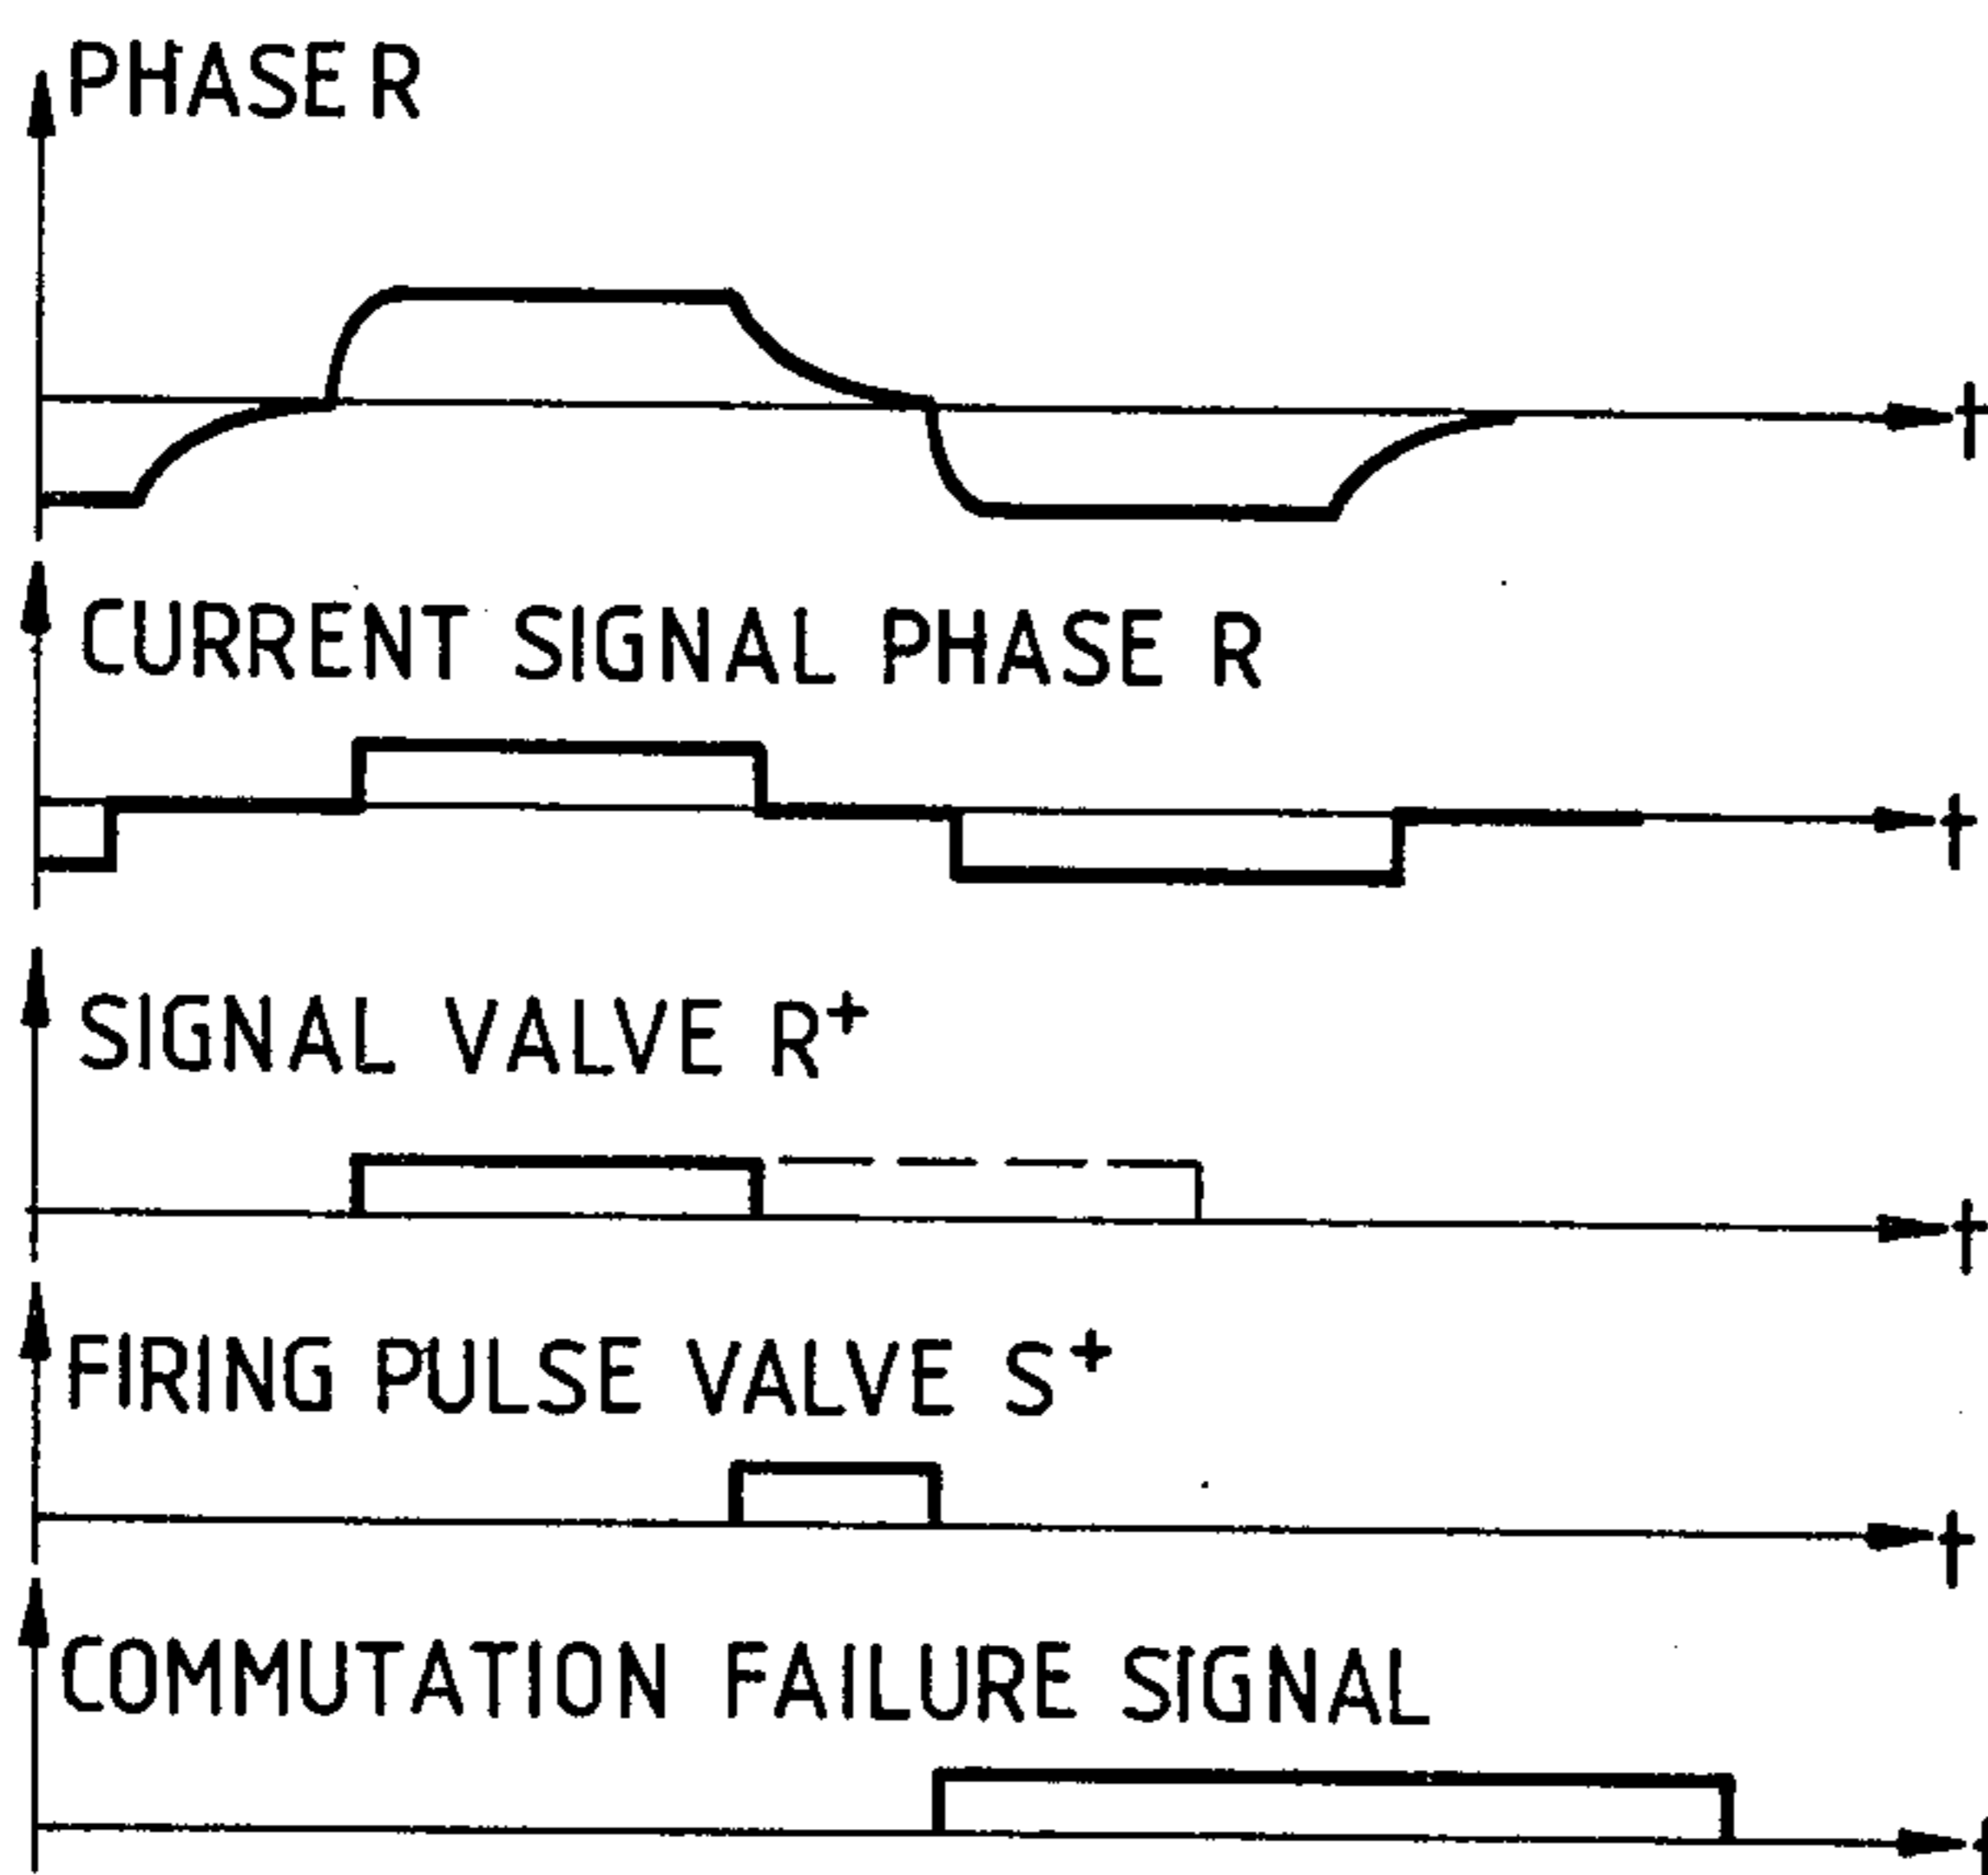 PHASE R
t
CURRENT SIGNAL PHASE R
t
SIGNAL VALVE R+
t
FIRING PULSE VALVE S+
t
COMMUTATION FAILURE SIGNAL
t